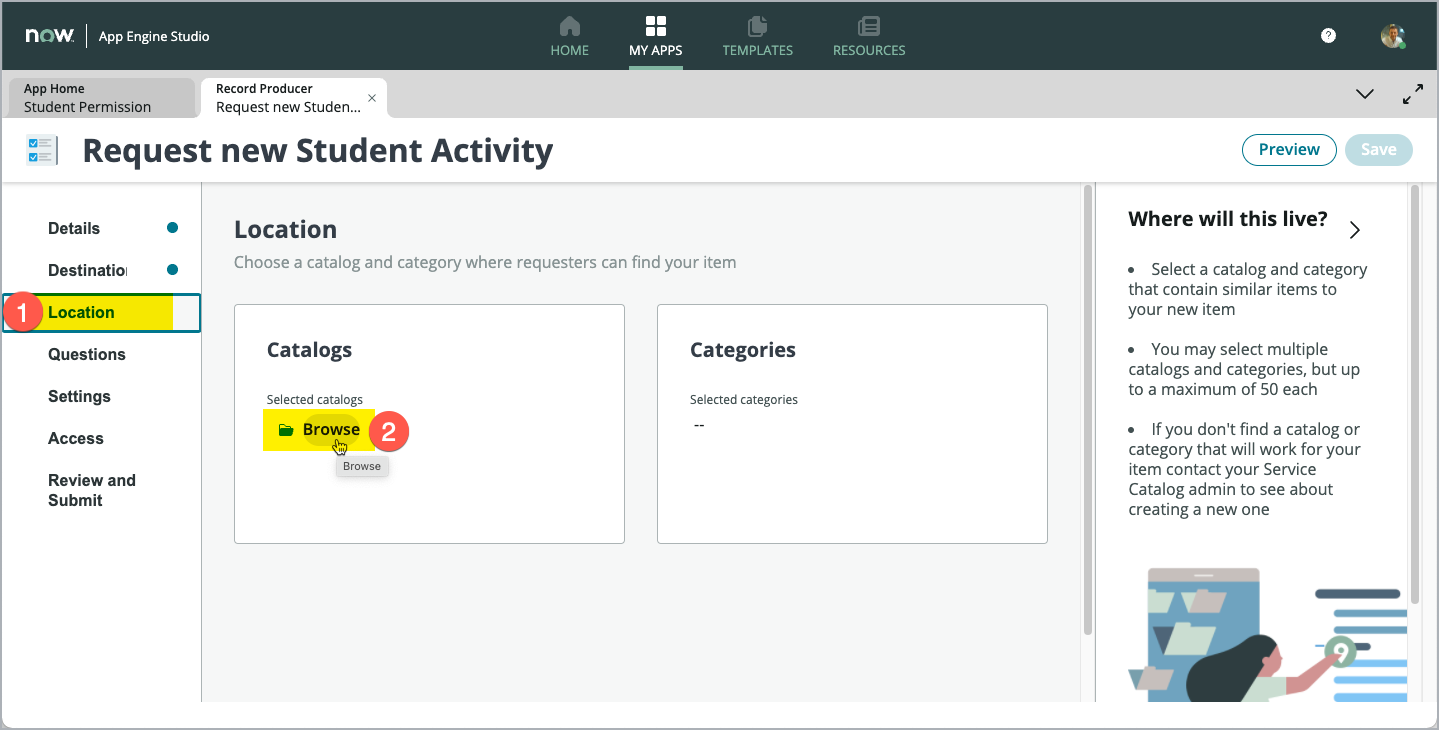 now. App Engine Studio
HOME
MY APPS
TEMPLATES
RESOURCES
?
App Home
Student Permission
Record Producer
Request new Studen...
Request new Student Activity
Preview
Save
Details
Destination
1 Location
Questions
Settings
Access
Review and
Submit
Location
Choose a catalog and category where requesters can find your item
Catalogs
Selected catalogs
Browse 2
Browse
Categories
Selected categories
--
Where will this live?
• Select a catalog and category
that contain similar items to
your new item
• You may select multiple
catalogs and categories, but up
to a maximum of 50 each
• If you don't find a catalog or
category that will work for your
item contact your Service
Catalog admin to see about
creating a new one